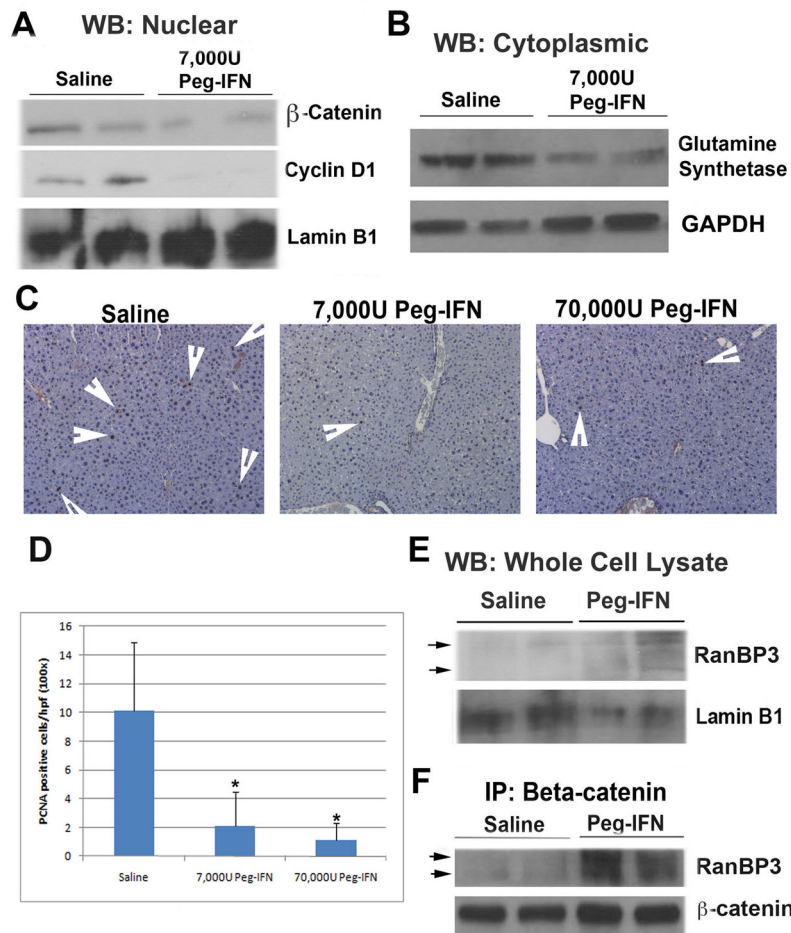 A
WB: Nuclear
Saline
7,000U
Peg-IFN
β-Catenin
Cyclin D1
Lamin B1
B
WB: Cytoplasmic
Saline
7,000U
Peg-IFN
Glutamine
Synthetase
GAPDH
C
Saline
7,000U Peg-IFN
70,000U Peg-IFN
D
PCNA positive cells/hpf (100x)
16
14
12
10
8
6
4
2
0
*
*
Saline
7,000U Peg-IFN
70,000U Peg-IFN
E
WB: Whole Cell Lysate
Saline
Peg-IFN
RanBP3
Lamin B1
F
IP: Beta-catenin
Saline
Peg-IFN
RanBP3
β-catenin